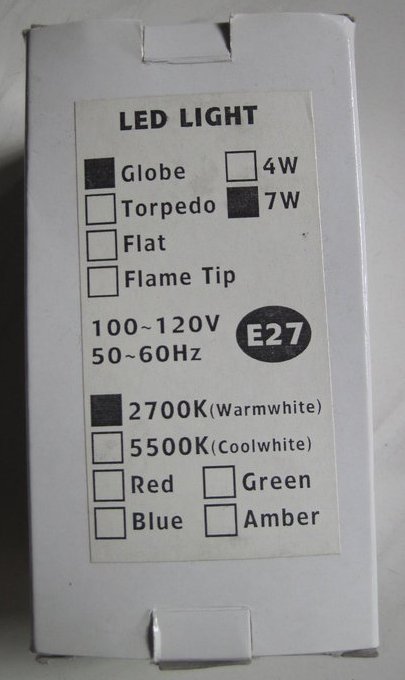 LED LIGHT
Globe 4W
Torpedo 7W
Flat
Flame Tip
100~120V
50~60Hz
E27
2700K (Warmwhite)
5500K (Coolwhite)
Red Green
Blue Amber